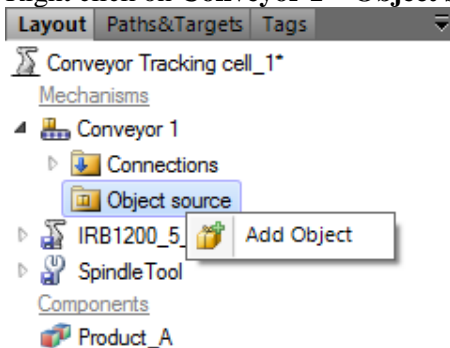 Layout Paths&Targets Tags
Conveyor Tracking cell_1*
Mechanisms
Conveyor 1
Connections
Object source
IRB1200_5_ Add Object
SpindleTool
Components
Product_A